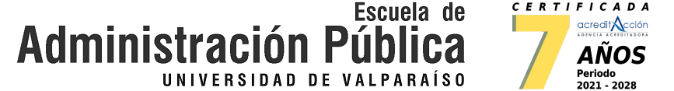 Escuela de
Administración Pública
UNIVERSIDAD DE VALPARAÍSO
CERTIFICADA
acreditAcción
AGENCIA ACREDITADORA
7 AÑOS
Periodo
2021 - 2028